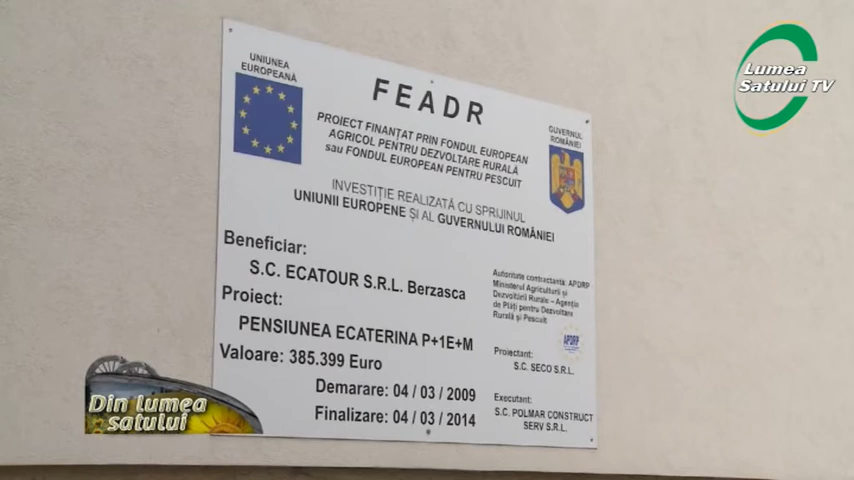 UNIUNEA
EUROPEANĂ
FEADR
PROIECT FINANȚAT PRIN FONDUL EUROPEAN
AGRICOL PENTRU DEZVOLTARE RURALĂ
sau FONDUL EUROPEAN PENTRU PESCUIT
GUVERNUL
ROMÂNIEI
INVESTIȚIE REALIZATĂ CU SPRIJINUL
UNIUNII EUROPENE ȘI AL GUVERNULUI ROMÂNIEI
Beneficiar:
S.C. ECATOUR S.R.L. Berzasca
Proiect:
PENSIUNEA ECATERINA P+1E+M
Valoare: 385.399 Euro
Demarare: 04 / 03 / 2009
Finalizare: 04 / 03 / 2014
Autoritate contractantă: APDRP
Ministerul Agriculturii și
Dezvoltării Rurale – Agenția
de Plăți pentru Dezvoltare
Rurală și Pescuit
APDRP
Proiectant:
S.C. SECO S.R.L.
Executant:
S.C. POLMAR CONSTRUCT
SERV S.R.L.
Lumea
Satului TV
Din lumea
satului